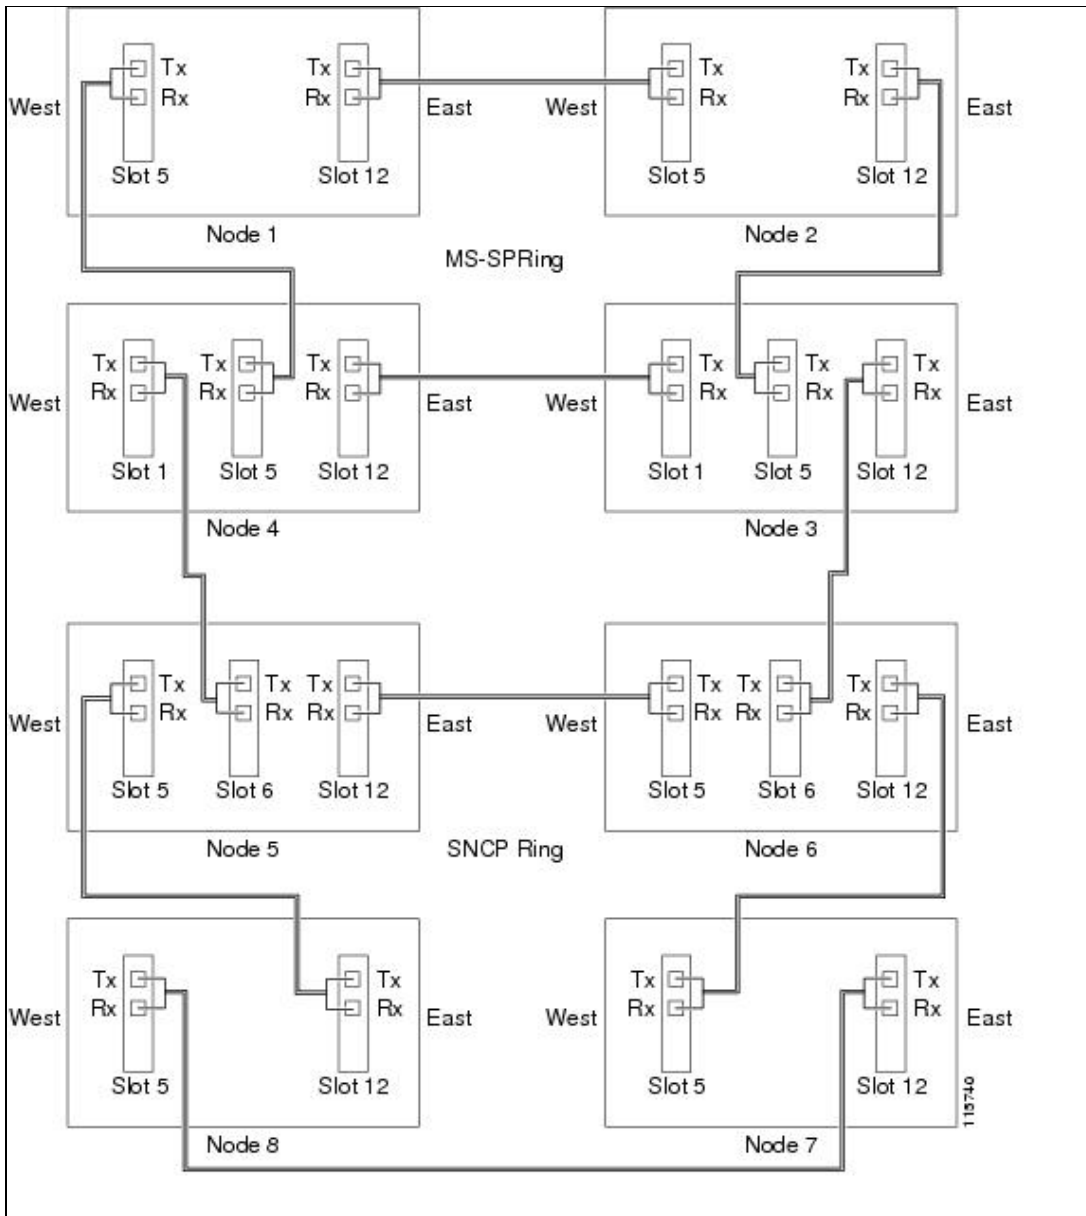 Tx Tx Tx Tx
West Rx Rx East West Rx Rx East
Slot 5 Slot 12 Slot 5 Slot 12
Node 1 Node 2
MS-SPRing
Tx Tx Tx Tx Tx Tx
West Rx Rx Rx East West Rx Rx Rx East
Slot 1 Slot 5 Slot 12 Slot 1 Slot 5 Slot 12
Node 4 Node 3
Tx Tx Tx Tx Tx Tx
West Rx Rx Rx East West Rx Rx Rx East
Slot 5 Slot 6 Slot 12 Slot 5 Slot 6 Slot 12
Node 5 SNCP Ring Node 6
Tx Tx Tx Tx
West Rx Rx East West Rx Rx East
Slot 5 Slot 12 Slot 5 Slot 12
115740
Node 8 Node 7